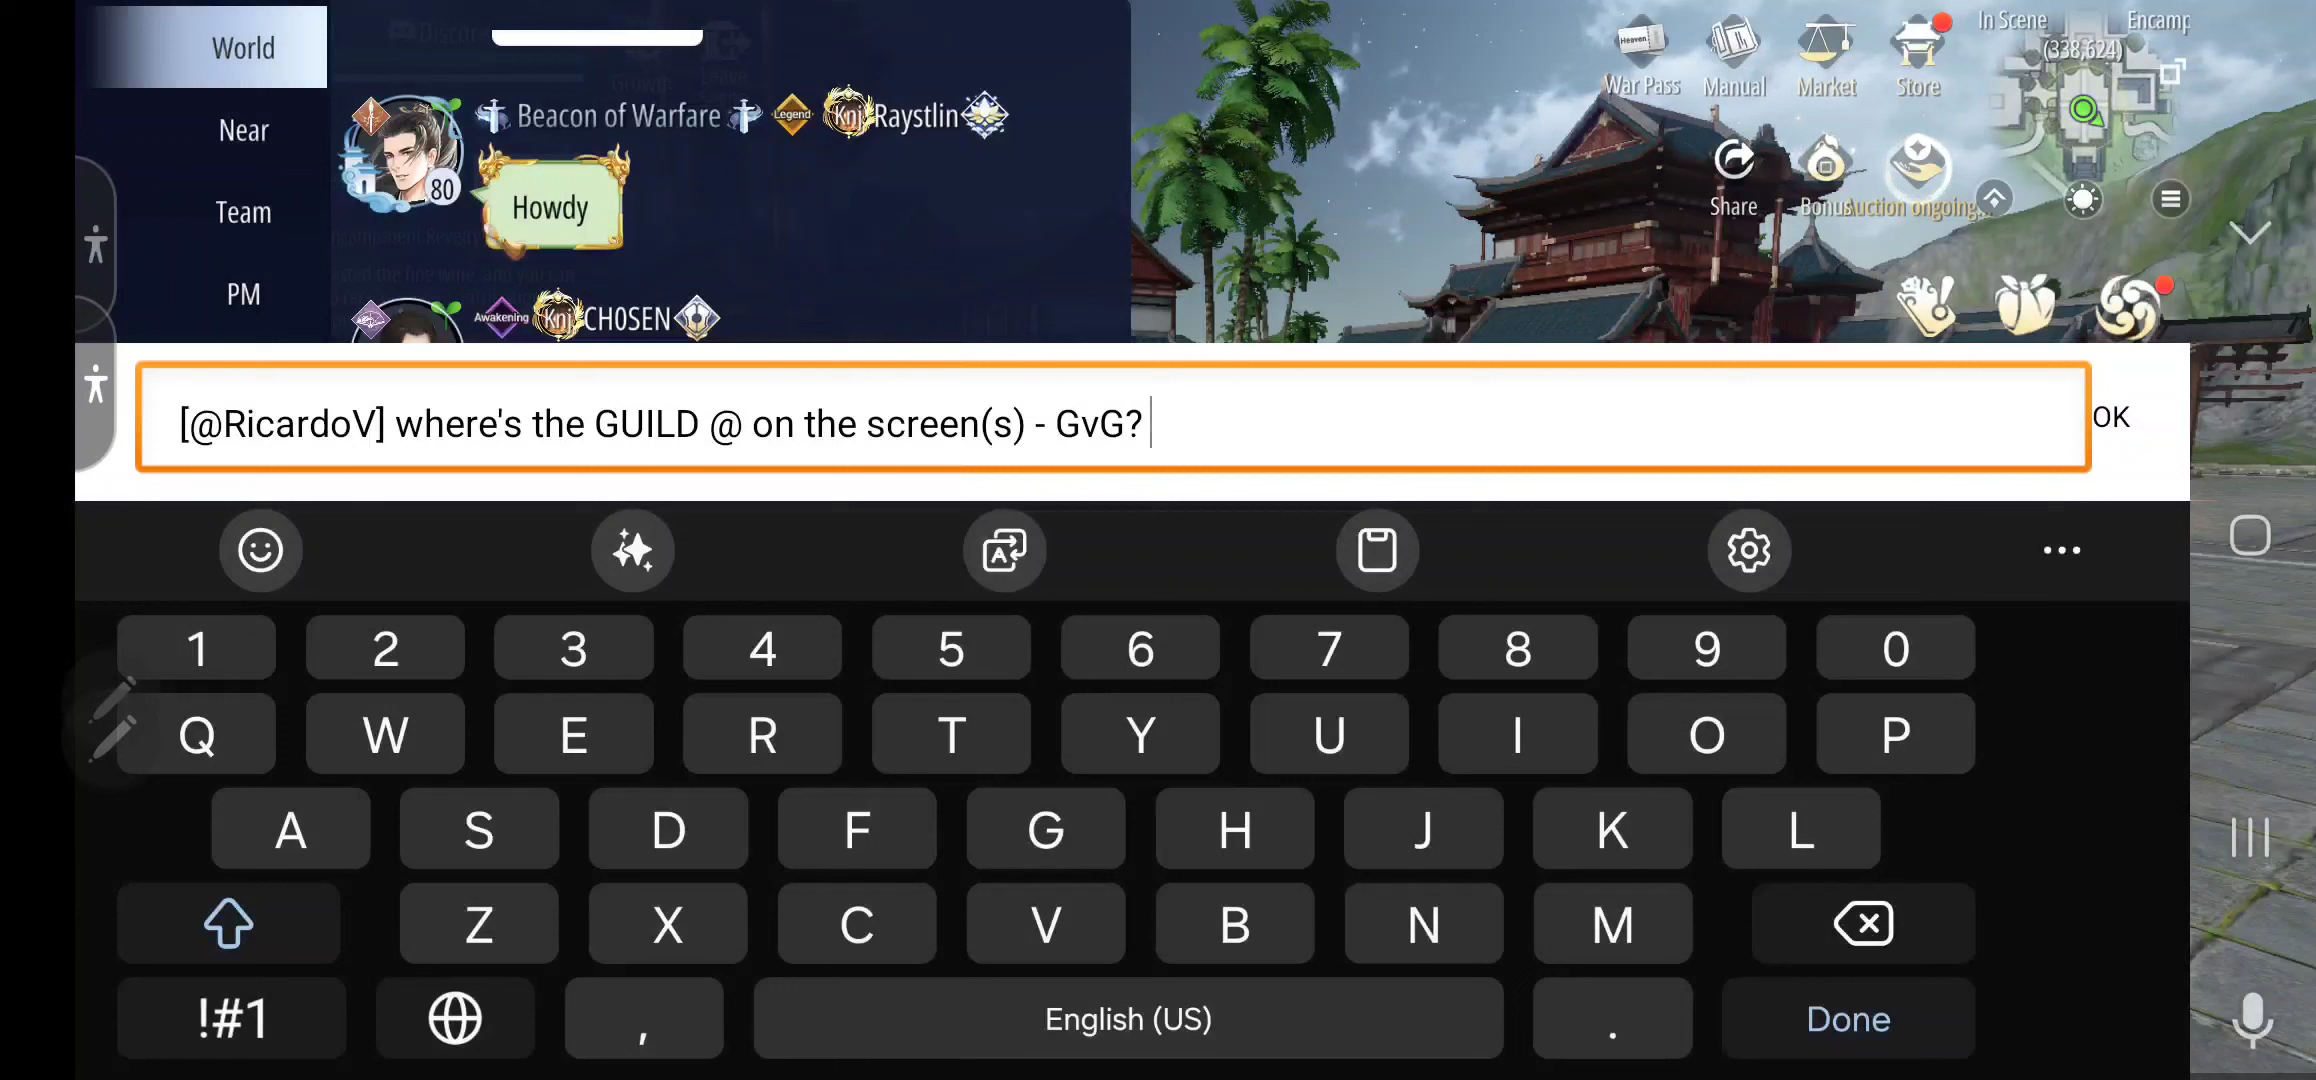 World
Near
Team
PM
Beacon of Warfare Legend Knj Raystlin
80
Howdy
Awakening Knj CHOSEN
Heaven
War Pass
Manual
Market
Store
In Scene
Encamp
(338,624)
Share
Bonus
Auction ongoing...
[@RicardoV] where's the GUILD @ on the screen(s) - GvG?
OK
1 2 3 4 5 6 7 8 9 0
Q W E R T Y U I O P
A S D F G H J K L
Z X C V B N M
!#1 , English (US) . Done